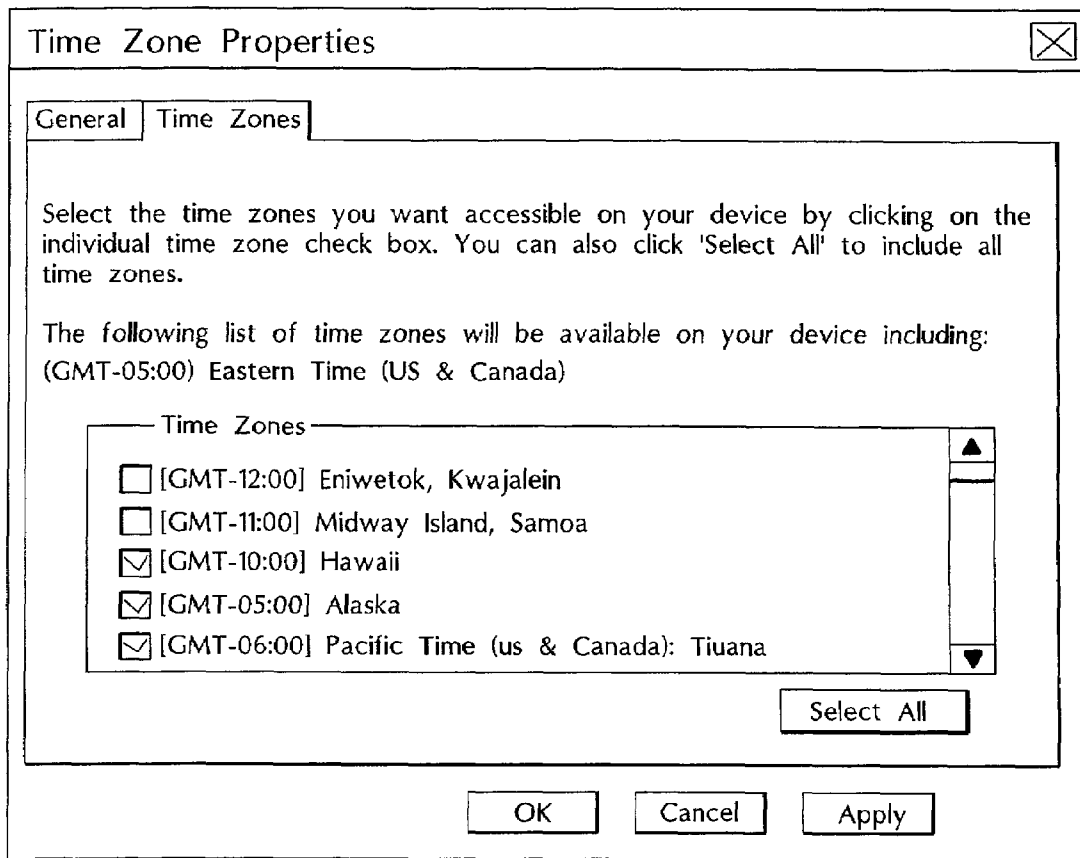 Time Zone Properties
General
Time Zones
Select the time zones you want accessible on your device by clicking on the
individual time zone check box. You can also click 'Select All' to include all
time zones.
The following list of time zones will be available on your device including:
(GMT-05:00) Eastern Time (US & Canada)
Time Zones
[GMT-12:00] Eniwetok, Kwajalein
[GMT-11:00] Midway Island, Samoa
[GMT-10:00] Hawaii
[GMT-05:00] Alaska
[GMT-06:00] Pacific Time (us & Canada): Tiuana
Select All
OK
Cancel
Apply